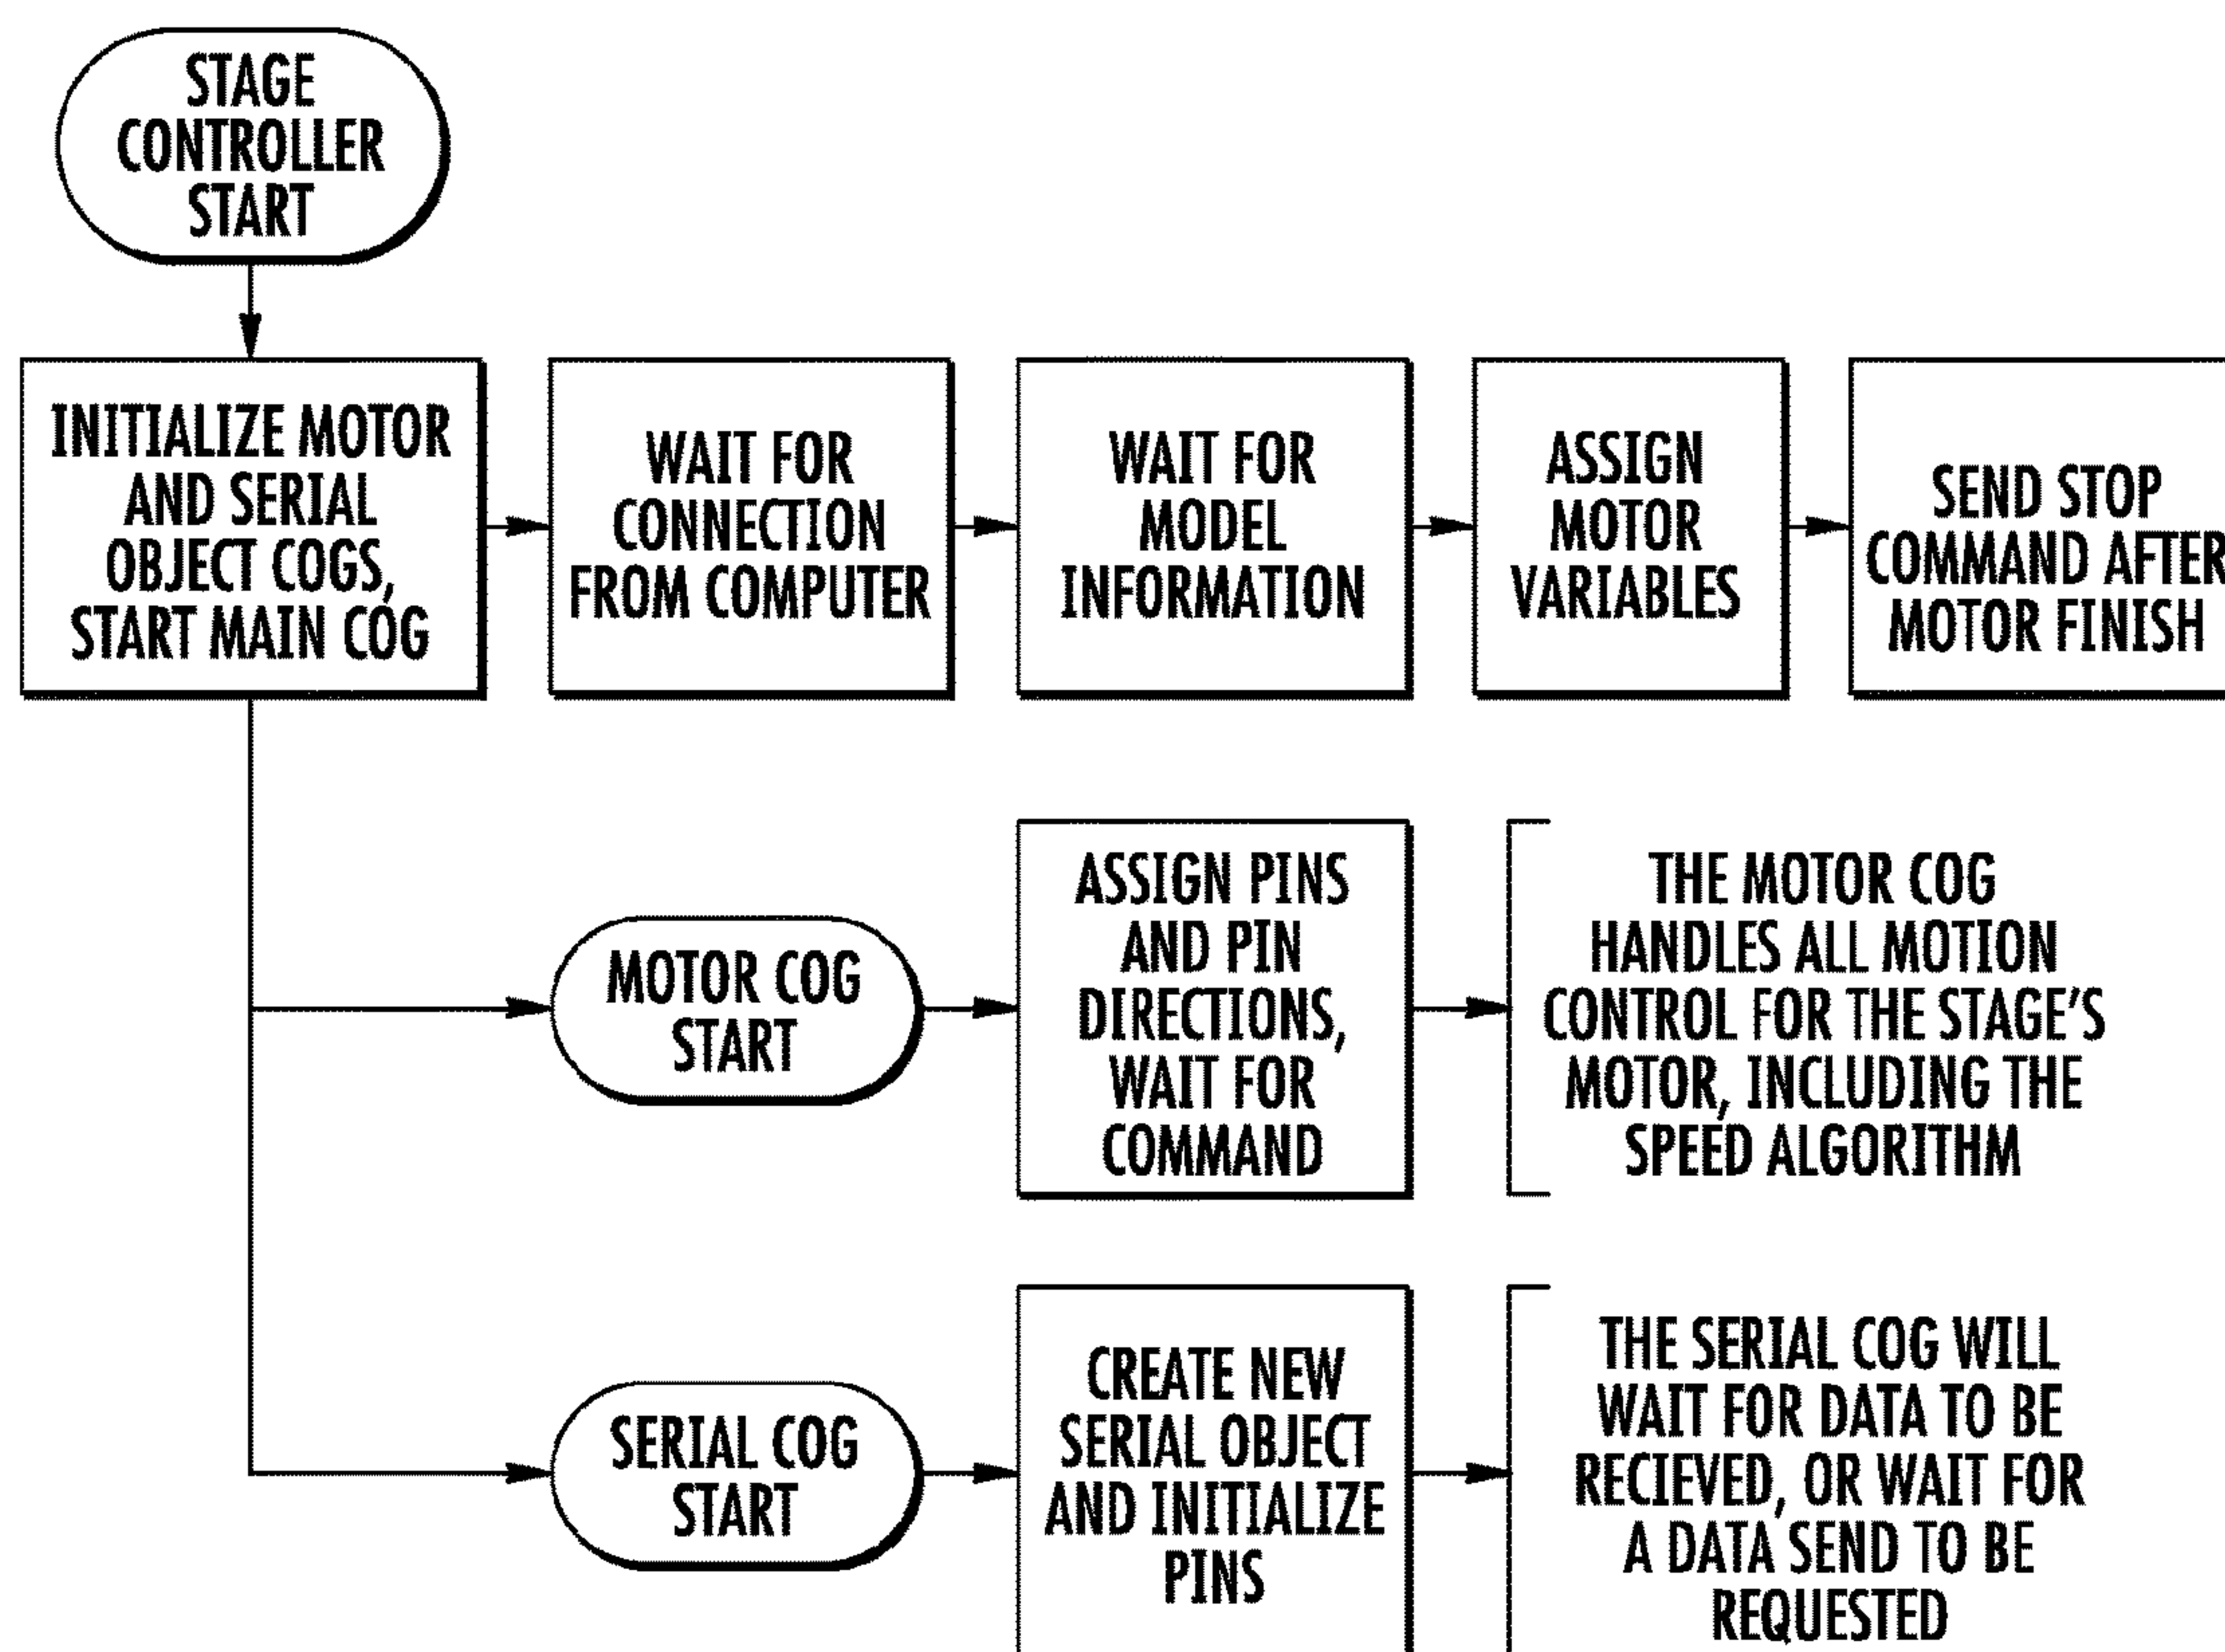 STAGE
CONTROLLER
START
INITIALIZE MOTOR
AND SERIAL
OBJECT COGS,
START MAIN COG
WAIT FOR
CONNECTION
FROM COMPUTER
WAIT FOR
MODEL
INFORMATION
ASSIGN
MOTOR
VARIABLES
SEND STOP
COMMAND AFTER
MOTOR FINISH
MOTOR COG
START
ASSIGN PINS
AND PIN
DIRECTIONS,
WAIT FOR
COMMAND
THE MOTOR COG
HANDLES ALL MOTION
CONTROL FOR THE STAGE'S
MOTOR, INCLUDING THE
SPEED ALGORITHM
SERIAL COG
START
CREATE NEW
SERIAL OBJECT
AND INITIALIZE
PINS
THE SERIAL COG WILL
WAIT FOR DATA TO BE
RECIEVED, OR WAIT FOR
A DATA SEND TO BE
REQUESTED